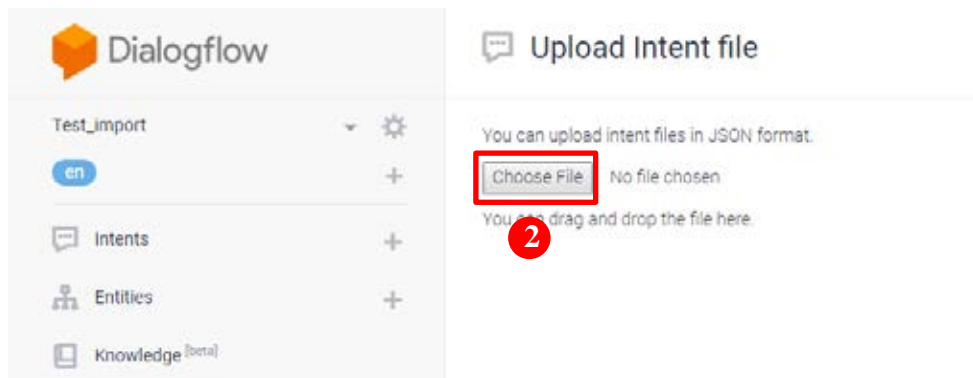 Dialogflow
Test_import
en
Intents
Entities
Knowledge [beta]
Upload Intent file
You can upload intent files in JSON format.
Choose File No file chosen
You can drag and drop the file here.
2